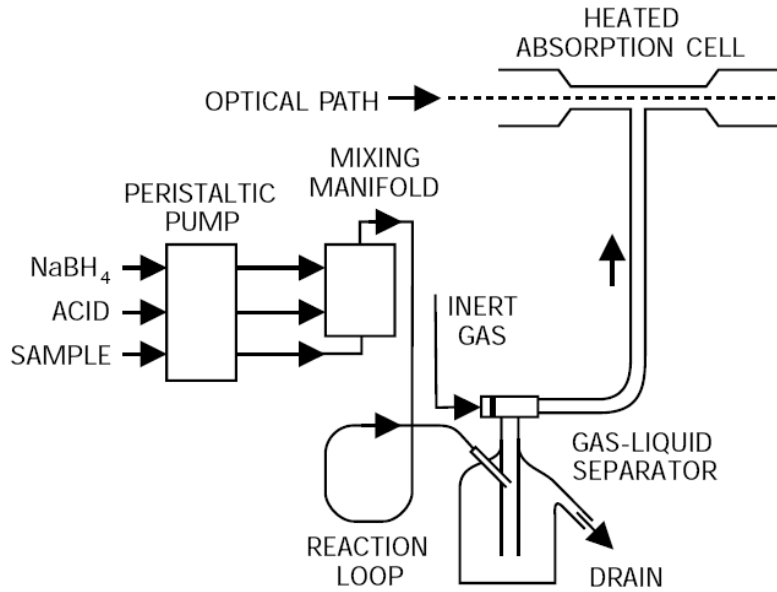 HEATED
ABSORPTION CELL
OPTICAL PATH
MIXING
MANIFOLD
PERISTALTIC
PUMP
NaBH₄
ACID
SAMPLE
INERT
GAS
GAS-LIQUID
SEPARATOR
REACTION
LOOP
DRAIN